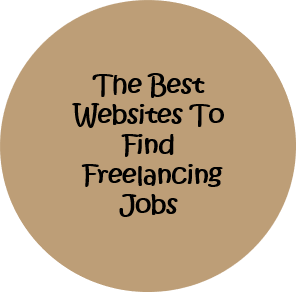 The Best
Websites To
Find
Freelancing
Jobs